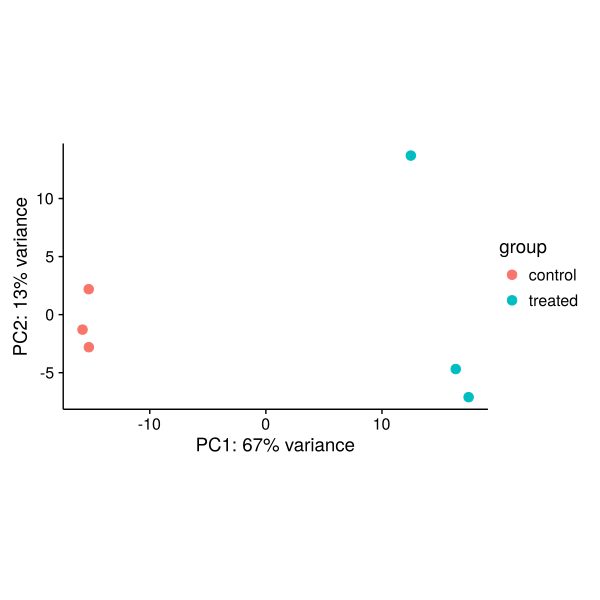 PC2: 13% variance
10
5
0
-5
-10
0
10
PC1: 67% variance
group
control
treated